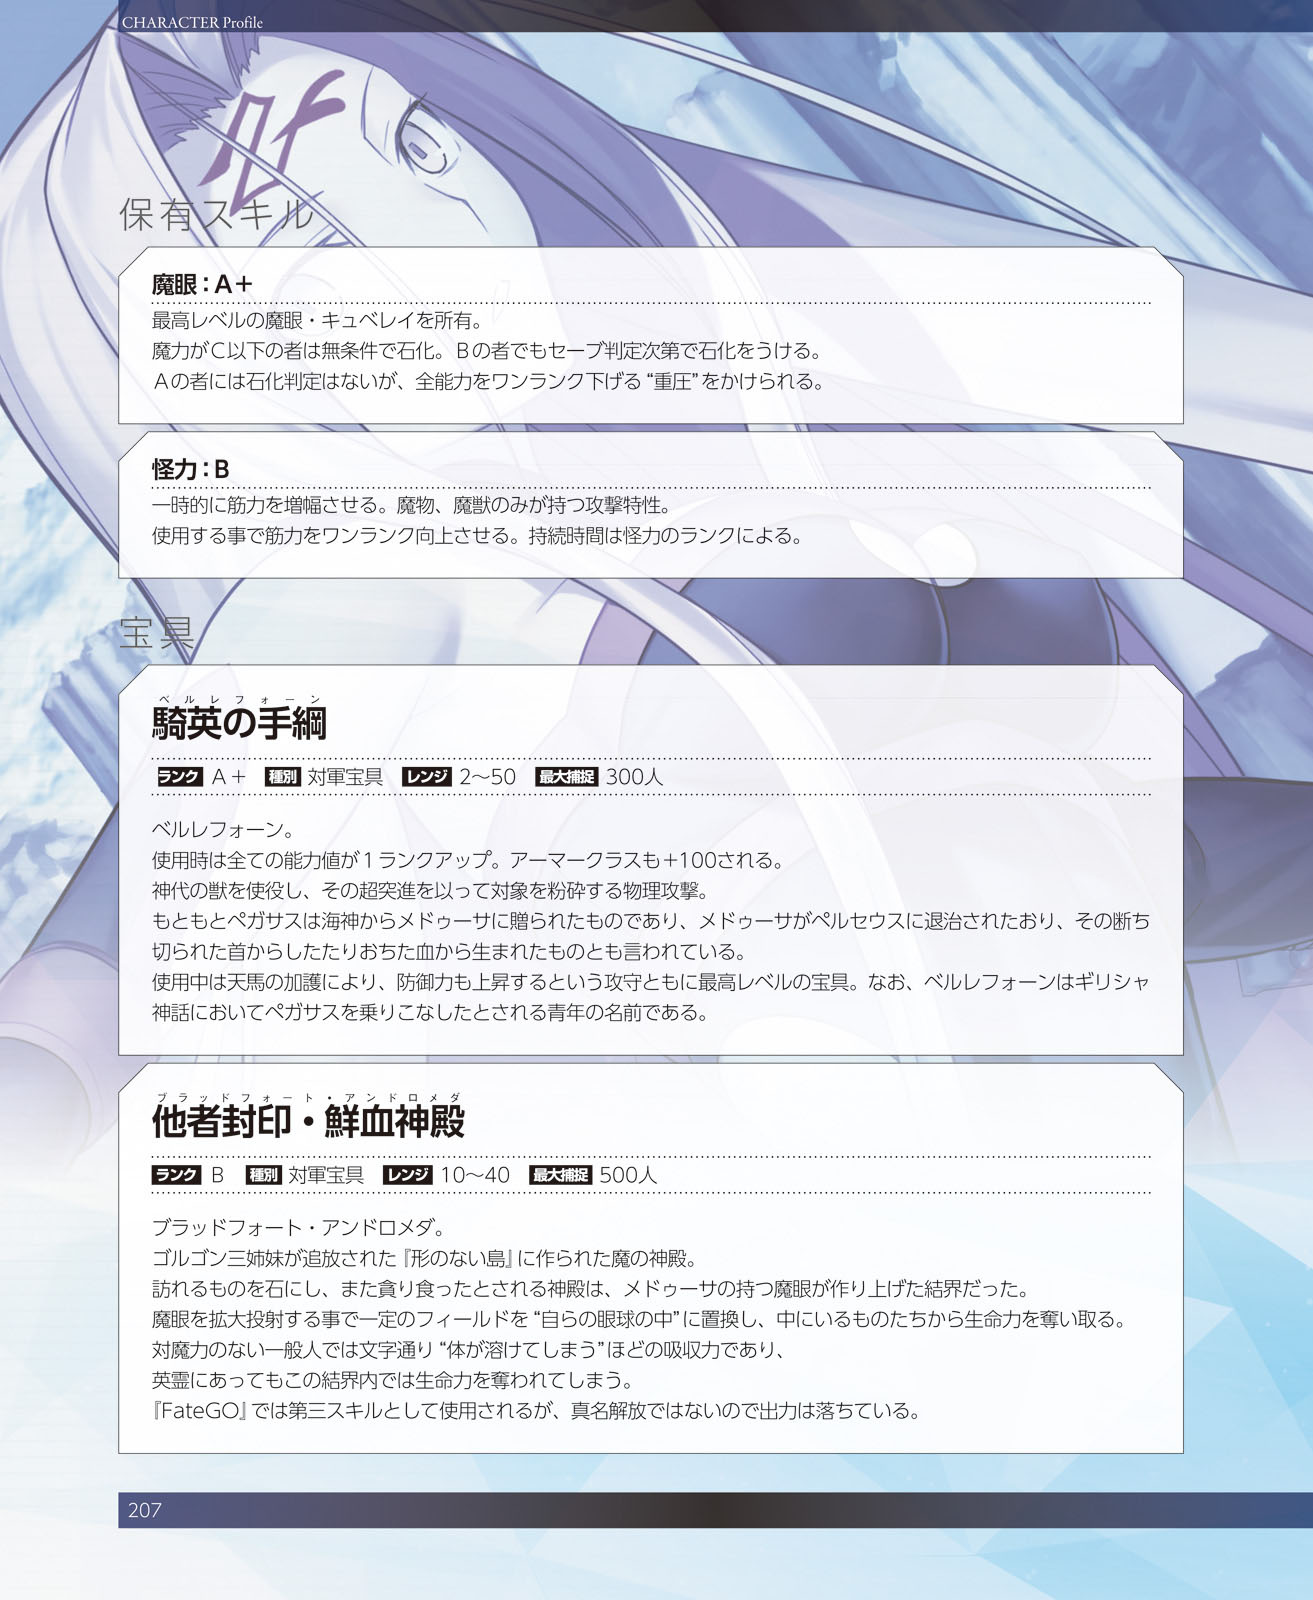 CHARACTER Profile
保有スキル
魔眼：A＋
最高レベルの魔眼・キュベレイを所有。
魔力がＣ以下の者は無条件で石化。Ｂの者でもセーブ判定次第で石化をうける。
Ａの者には石化判定はないが、全能力をワンランク下げる“重圧”をかけられる。
怪力：B
一時的に筋力を増幅させる。魔物、魔獣のみが持つ攻撃特性。
使用する事で筋力をワンランク向上させる。持続時間は怪力のランクによる。
宝具
ベルレフォーン
騎英の手綱
ランク A＋ 種別 対軍宝具 レンジ 2～50 最大捕捉 300人
ベルレフォーン。
使用時は全ての能力値が１ランクアップ。アーマークラスも＋100される。
神代の獣を使役し、その超突進を以って対象を粉砕する物理攻撃。
もともとペガサスは海神からメドゥーサに贈られたものであり、メドゥーサがペルセウスに退治されたおり、その断ち
切られた首からしたたりおちた血から生まれたものとも言われている。
使用中は天馬の加護により、防御力も上昇するという攻守ともに最高レベルの宝具。なお、ベルレフォーンはギリシャ
神話においてペガサスを乗りこなしたとされる青年の名前である。
ブラッドフォート・アンドロメダ
他者封印・鮮血神殿
ランク B 種別 対軍宝具 レンジ 10～40 最大捕捉 500人
ブラッドフォート・アンドロメダ。
ゴルゴン三姉妹が追放された『形のない島』に作られた魔の神殿。
訪れるものを石にし、また貪り食ったとされる神殿は、メドゥーサの持つ魔眼が作り上げた結界だった。
魔眼を拡大投射する事で一定のフィールドを“自らの眼球の中”に置換し、中にいるものたちから生命力を奪い取る。
対魔力のない一般人では文字通り“体が溶けてしまう”ほどの吸収力であり、
英霊にあってもこの結界内では生命力を奪われてしまう。
『FateGO』では第三スキルとして使用されるが、真名解放ではないので出力は落ちている。
207